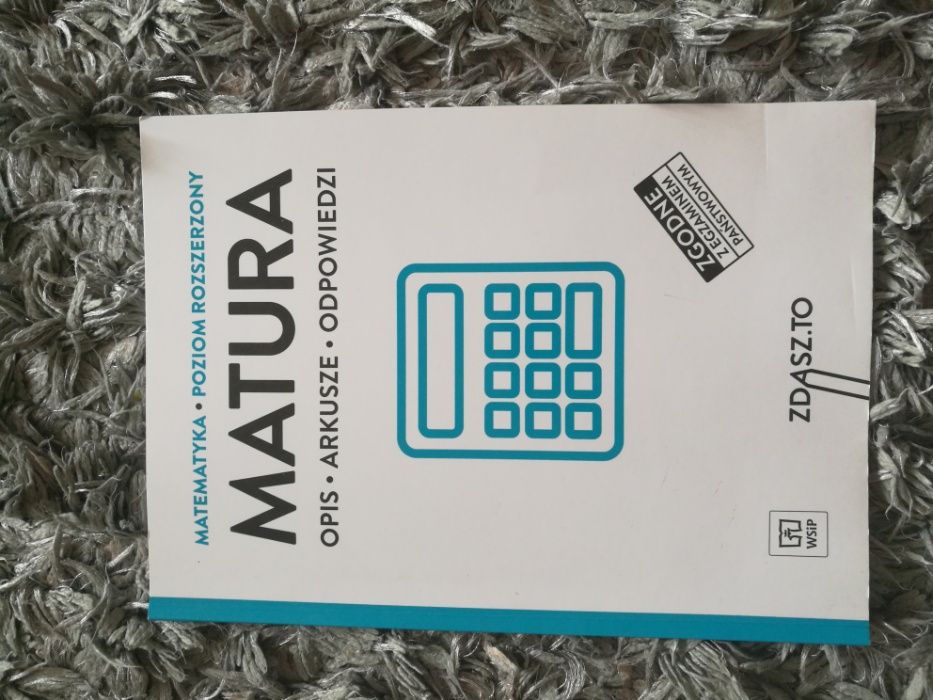 MATEMATYKA • POZIOM ROZSZERZONY
MATURA
OPIS • ARKUSZE • ODPOWIEDZI
ZGODNE
Z EGZAMINEM
PAŃSTWOWYM
ZDASZ.TO
WSiP